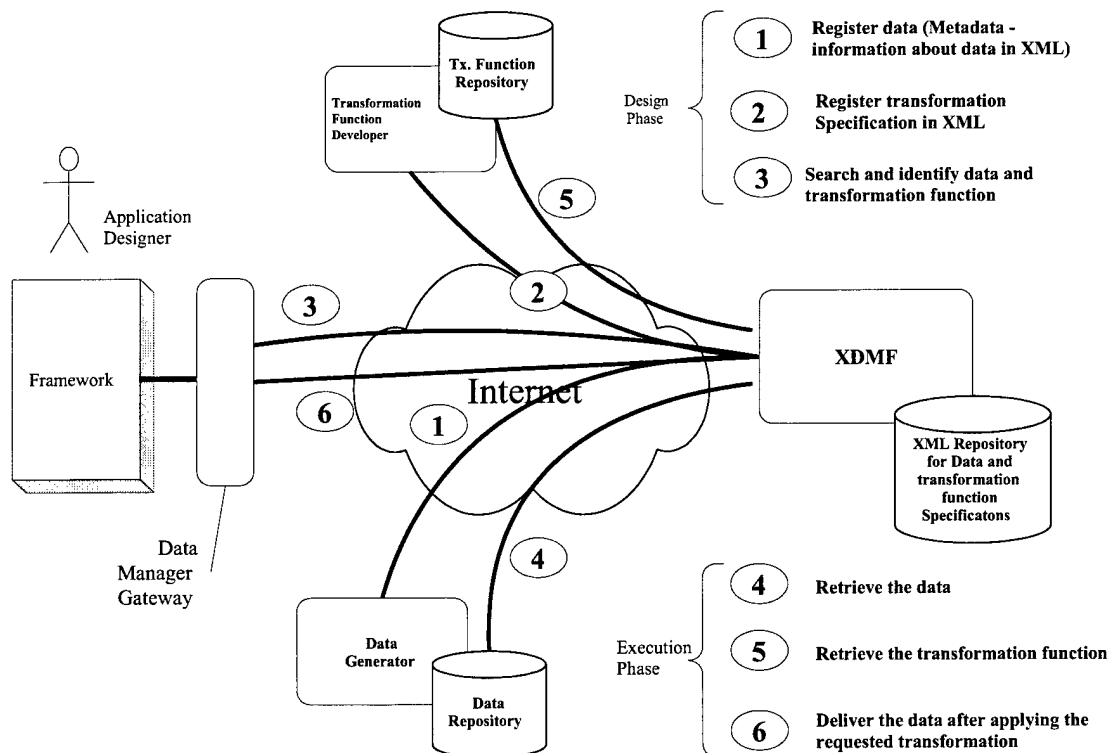 Tx. Function
Repository
Transformation
Function
Developer
Design
Phase
1
Register data (Metadata -
information about data in XML)
2
Register transformation
Specification in XML
3
Search and identify data and
transformation function
Application
Designer
5
2
3
Framework
XDMF
Internet
6
1
XML Repository
for Data and
transformation
function
Specificatons
Data
Manager
Gateway
4
Data
Generator
Data
Repository
Execution
Phase
4
Retrieve the data
5
Retrieve the transformation function
6
Deliver the data after applying the
requested transformation